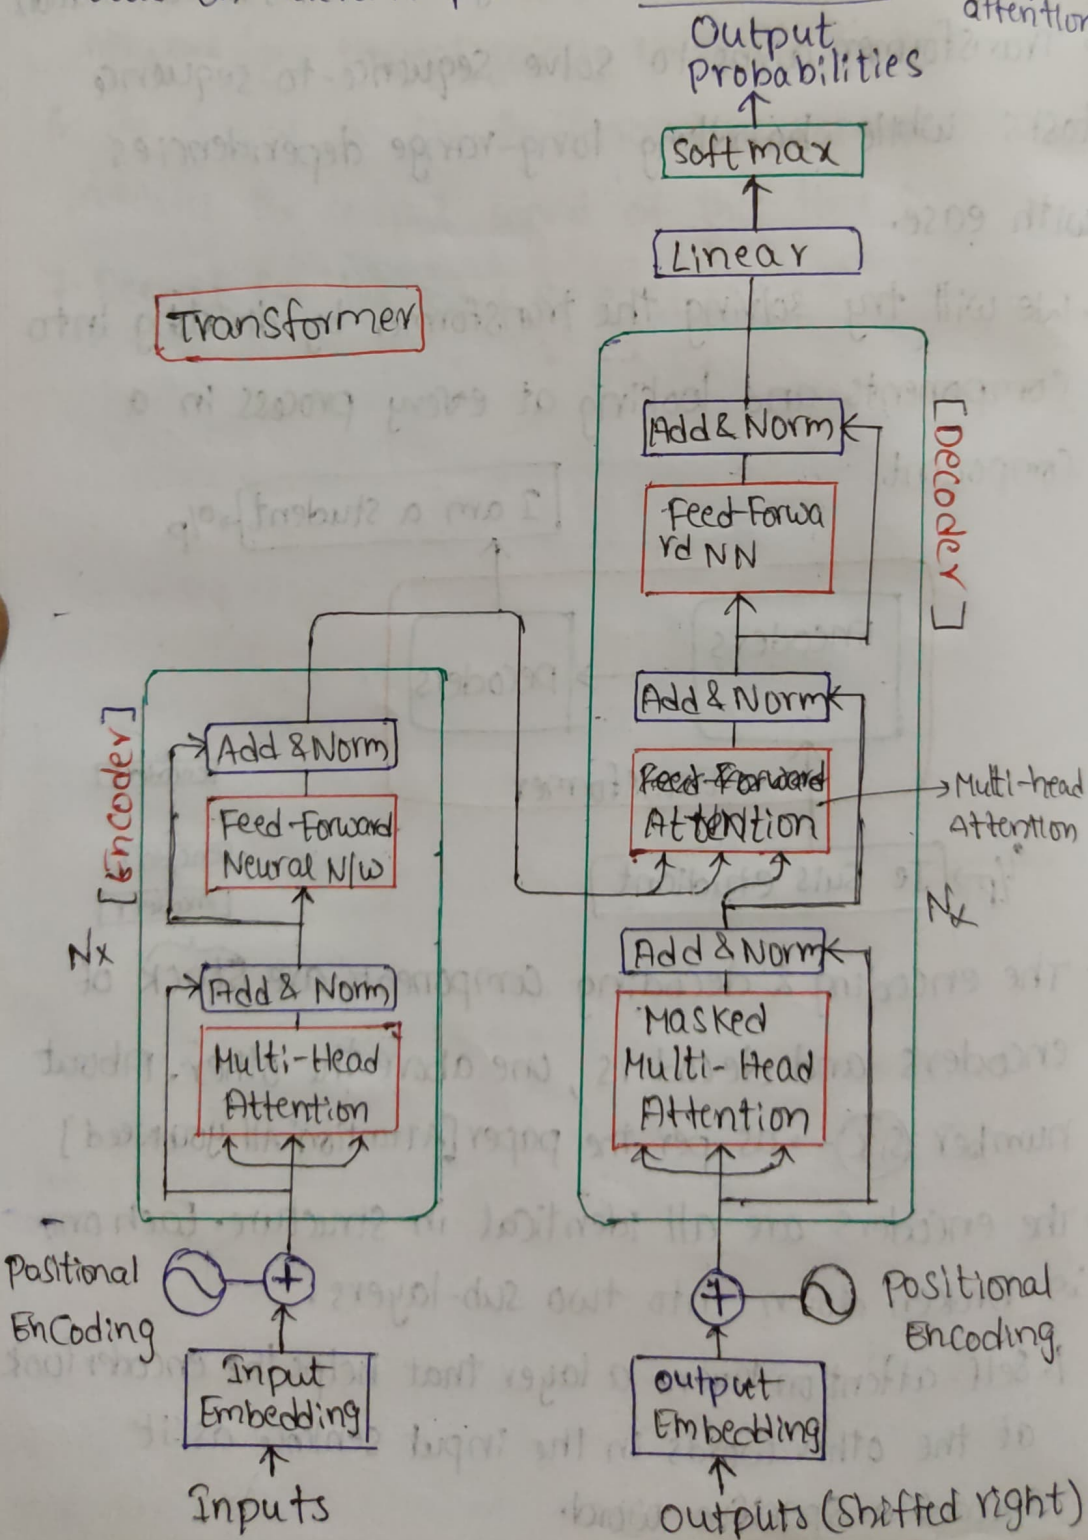 attention
Output
Probabilities
Softmax
Linear
Transformer
Add & Norm
[Decoder]
Feed-Forwa
rd NN
Add & Norm
[Encoder]
Add & Norm
Feed-Forward
Attention
Multi-head
Attention
Feed-Forward
Neural N/W
Nx
Nx
Add & Norm
Add & Norm
Masked
Multi-Head
Attention
Multi-Head
Attention
Positional
Encoding
+
+
Positional
Encoding
Input
Embedding
Output
Embedding
Inputs
Outputs (Shifted right)